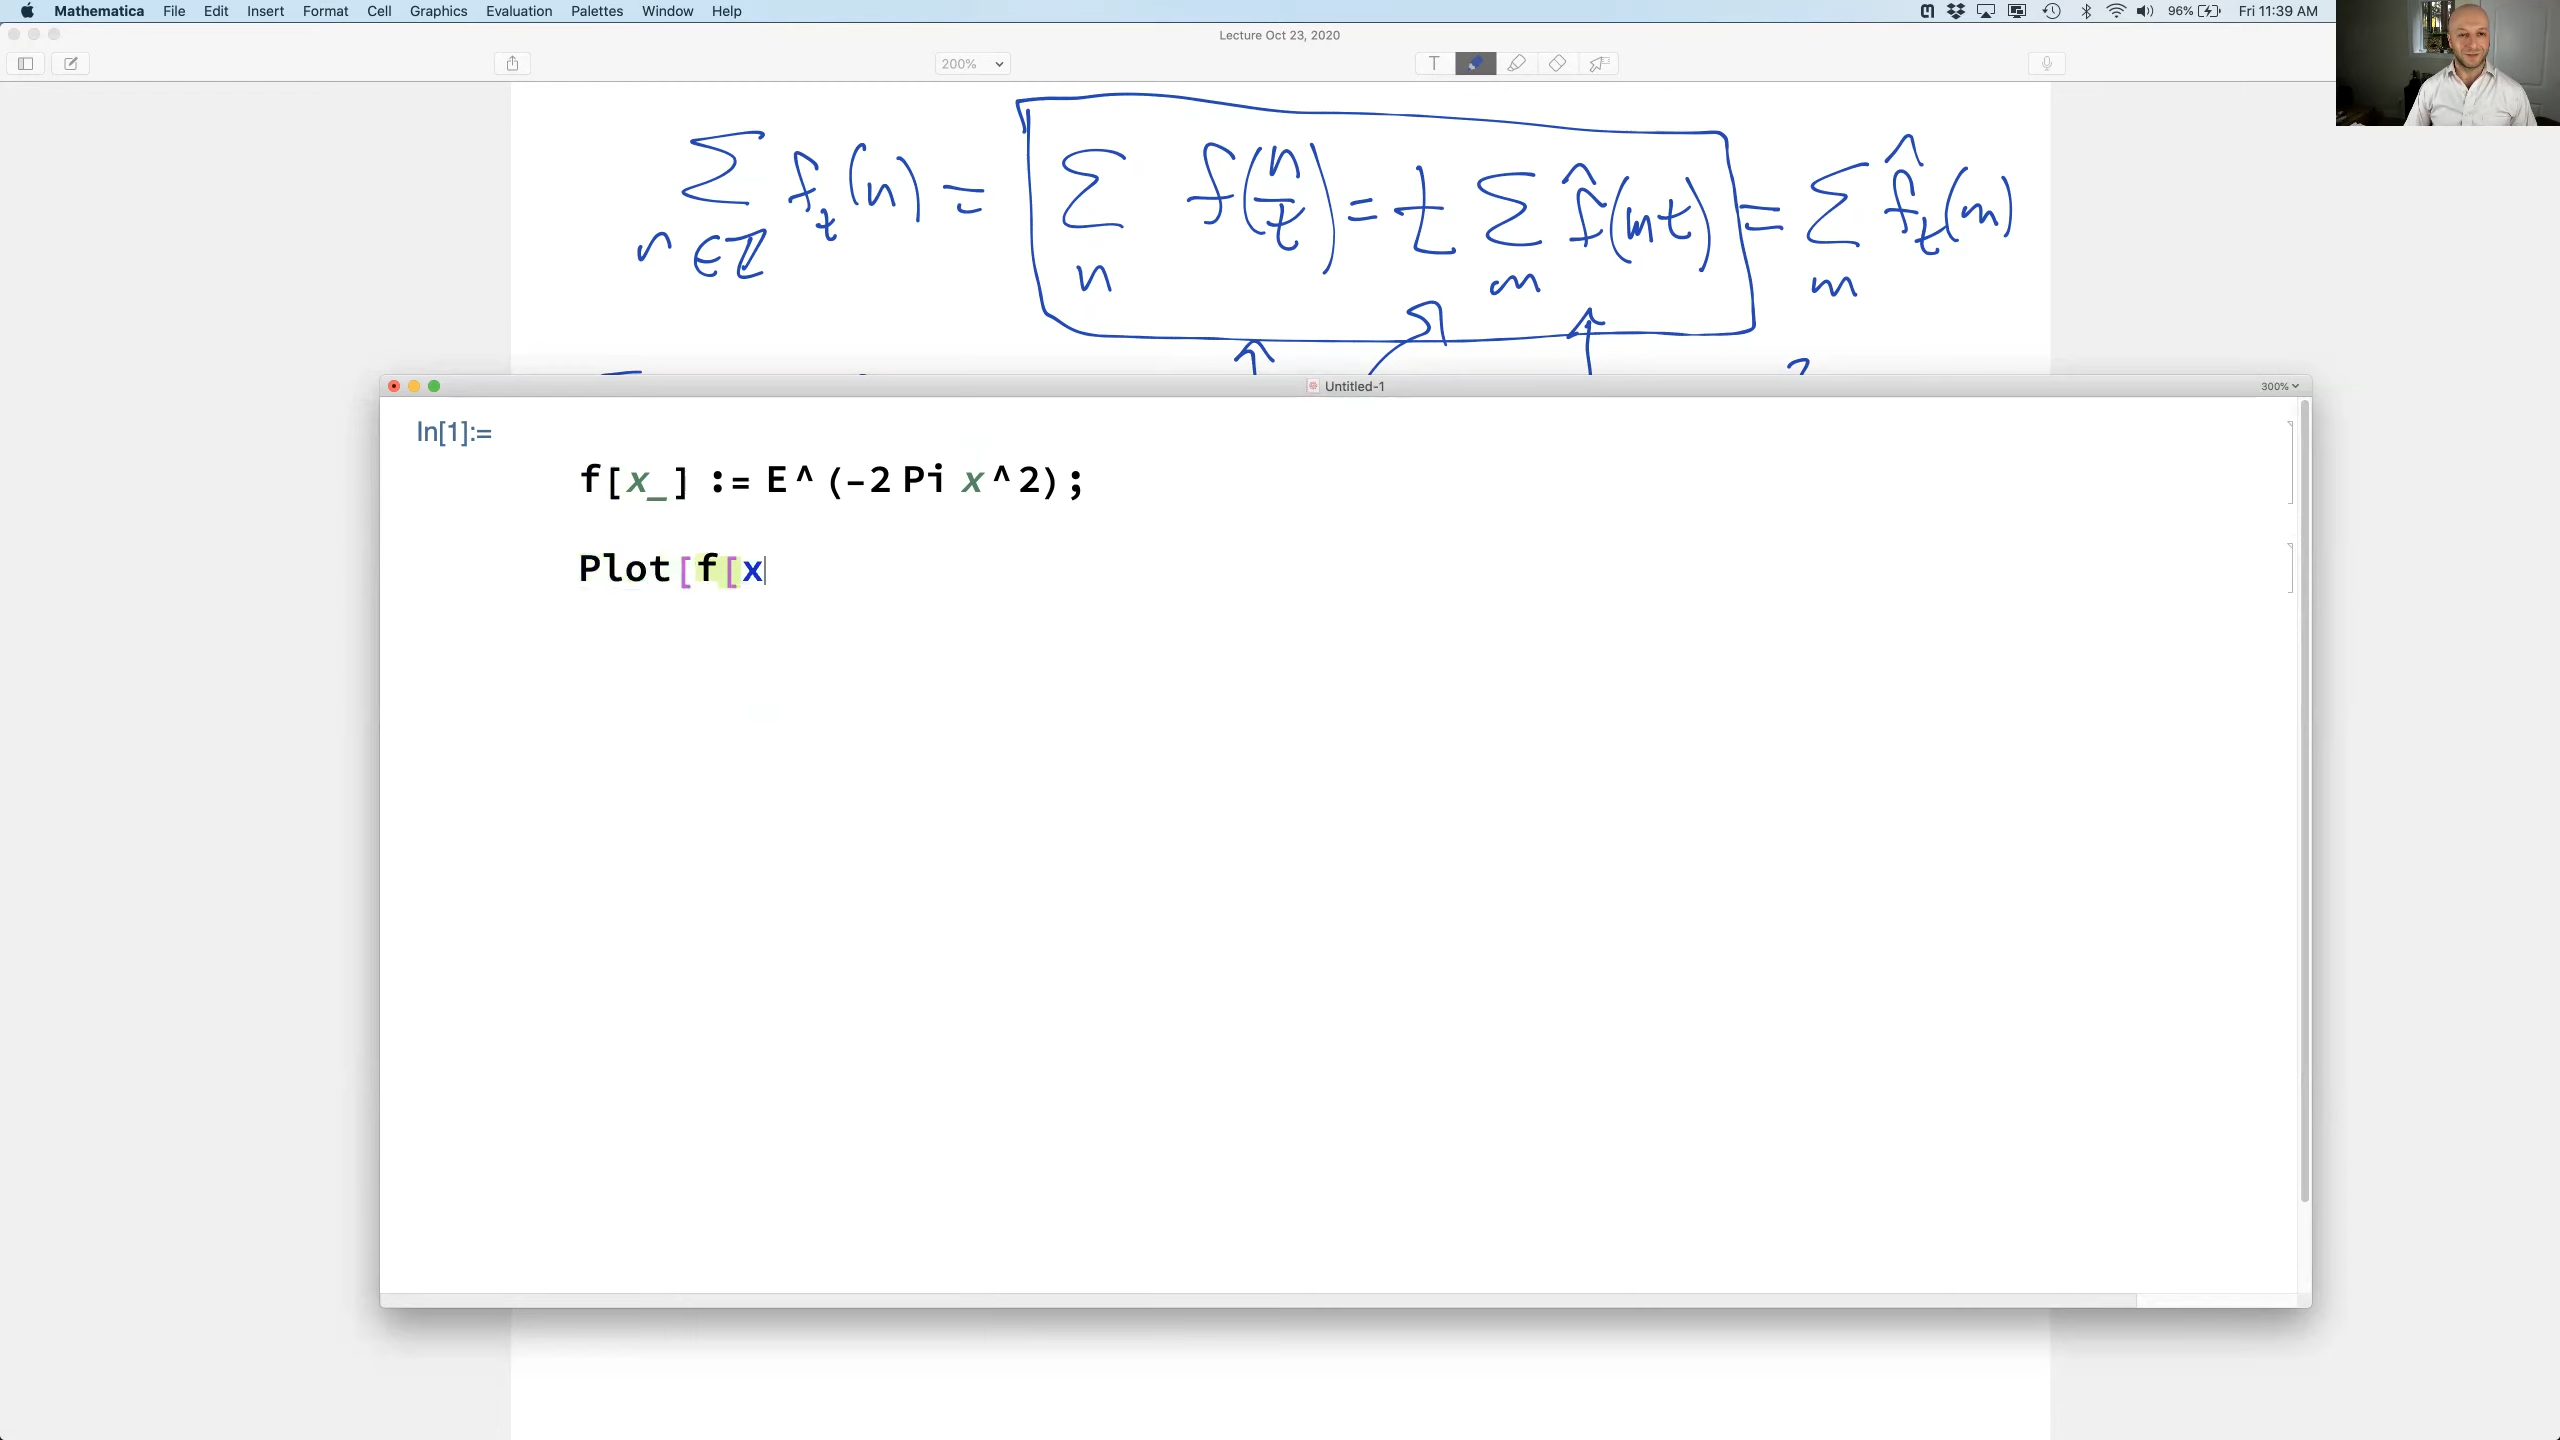 Mathematica File Edit Insert Format Cell Graphics Evaluation Palettes Window Help 96% Fri 11:39 AM
Lecture Oct 23, 2020
200% T
∑ f_t(n) = ∑ f(n/t) = 1/t ∑ f̂(mt) = ∑ f̂_t(m)
n∈ℤ n m m
Untitled-1 300%
In[1]:=
f[x_] := E^(-2 Pi x^2);
Plot[f[x